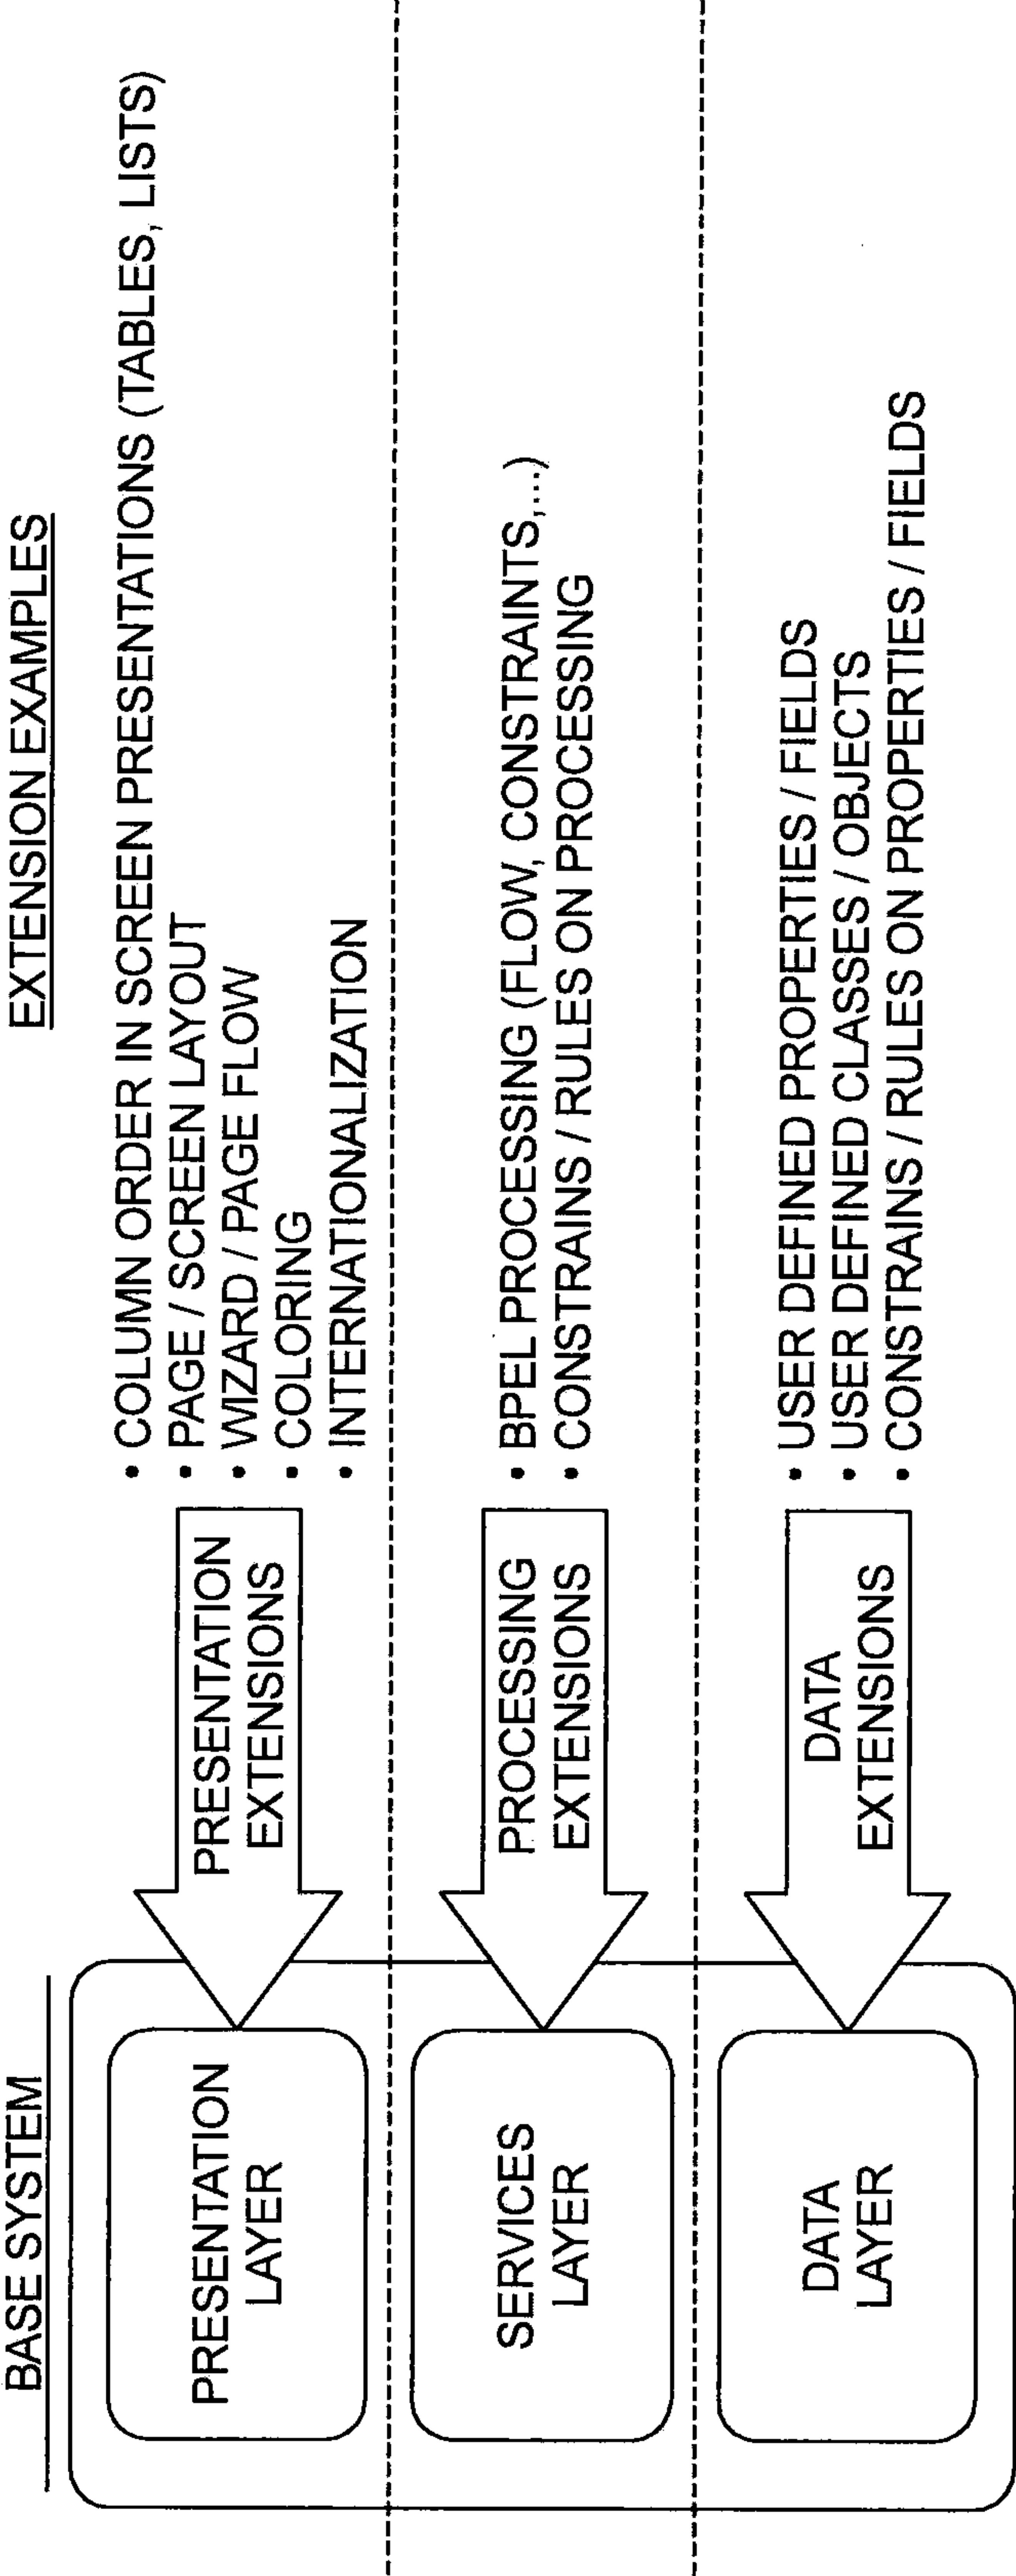 BASE SYSTEM
EXTENSION EXAMPLES
PRESENTATION
LAYER
PRESENTATION
EXTENSIONS
• COLUMN ORDER IN SCREEN PRESENTATIONS (TABLES, LISTS)
• PAGE / SCREEN LAYOUT
• WIZARD / PAGE FLOW
• COLORING
• INTERNATIONALIZATION
SERVICES
LAYER
PROCESSING
EXTENSIONS
• BPEL PROCESSING (FLOW, CONSTRAINTS,...)
• CONSTRAINS / RULES ON PROCESSING
DATA
LAYER
DATA
EXTENSIONS
• USER DEFINED PROPERTIES / FIELDS
• USER DEFINED CLASSES / OBJECTS
• CONSTRAINS / RULES ON PROPERTIES / FIELDS